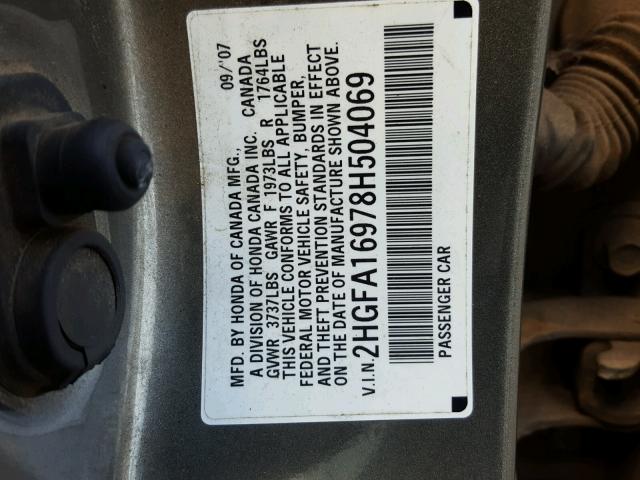 MFD. BY HONDA OF CANADA MFG., 09/'07
A DIVISION OF HONDA CANADA INC. CANADA
GVWR 3737LBS GAWR F 1973LBS R 1764LBS
THIS VEHICLE CONFORMS TO ALL APPLICABLE
FEDERAL MOTOR VEHICLE SAFETY, BUMPER,
AND THEFT PREVENTION STANDARDS IN EFFECT
ON THE DATE OF MANUFACTURE SHOWN ABOVE.
V.I.N. 2HGFA16978H504069
PASSENGER CAR